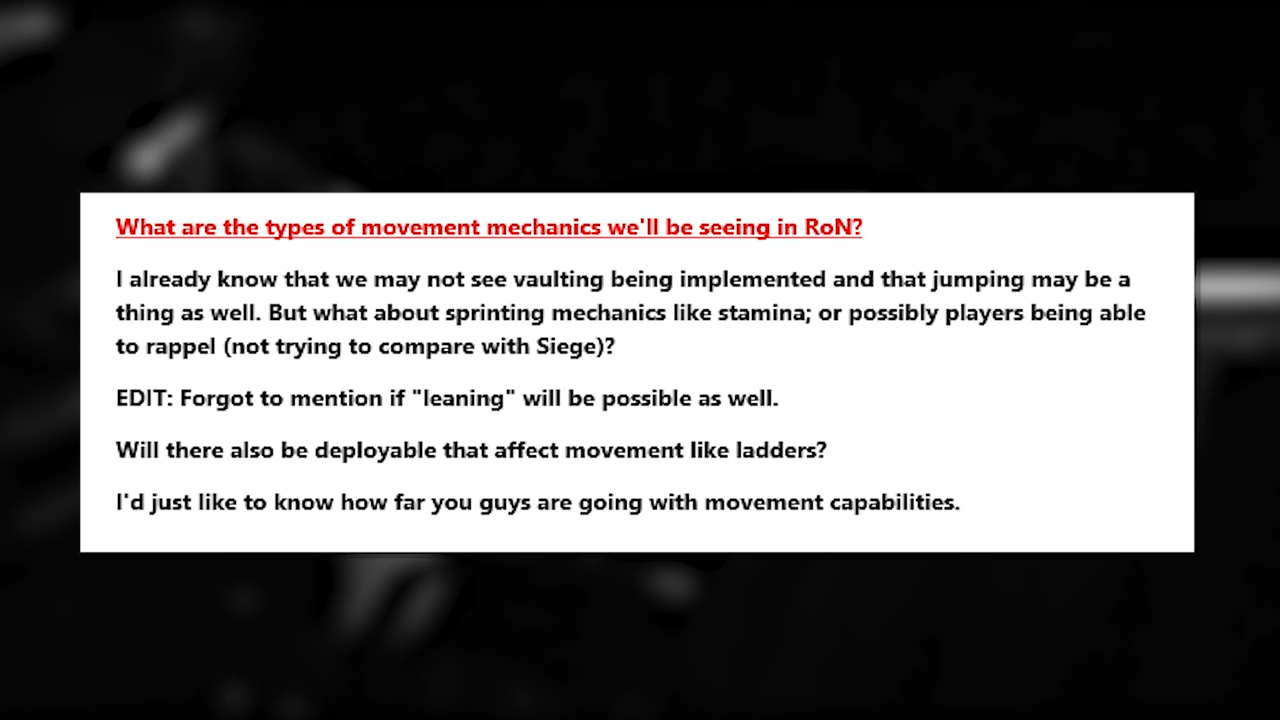 What are the types of movement mechanics we'll be seeing in RoN?
I already know that we may not see vaulting being implemented and that jumping may be a
thing as well. But what about sprinting mechanics like stamina; or possibly players being able
to rappel (not trying to compare with Siege)?
EDIT: Forgot to mention if "leaning" will be possible as well.
Will there also be deployable that affect movement like ladders?
I'd just like to know how far you guys are going with movement capabilities.